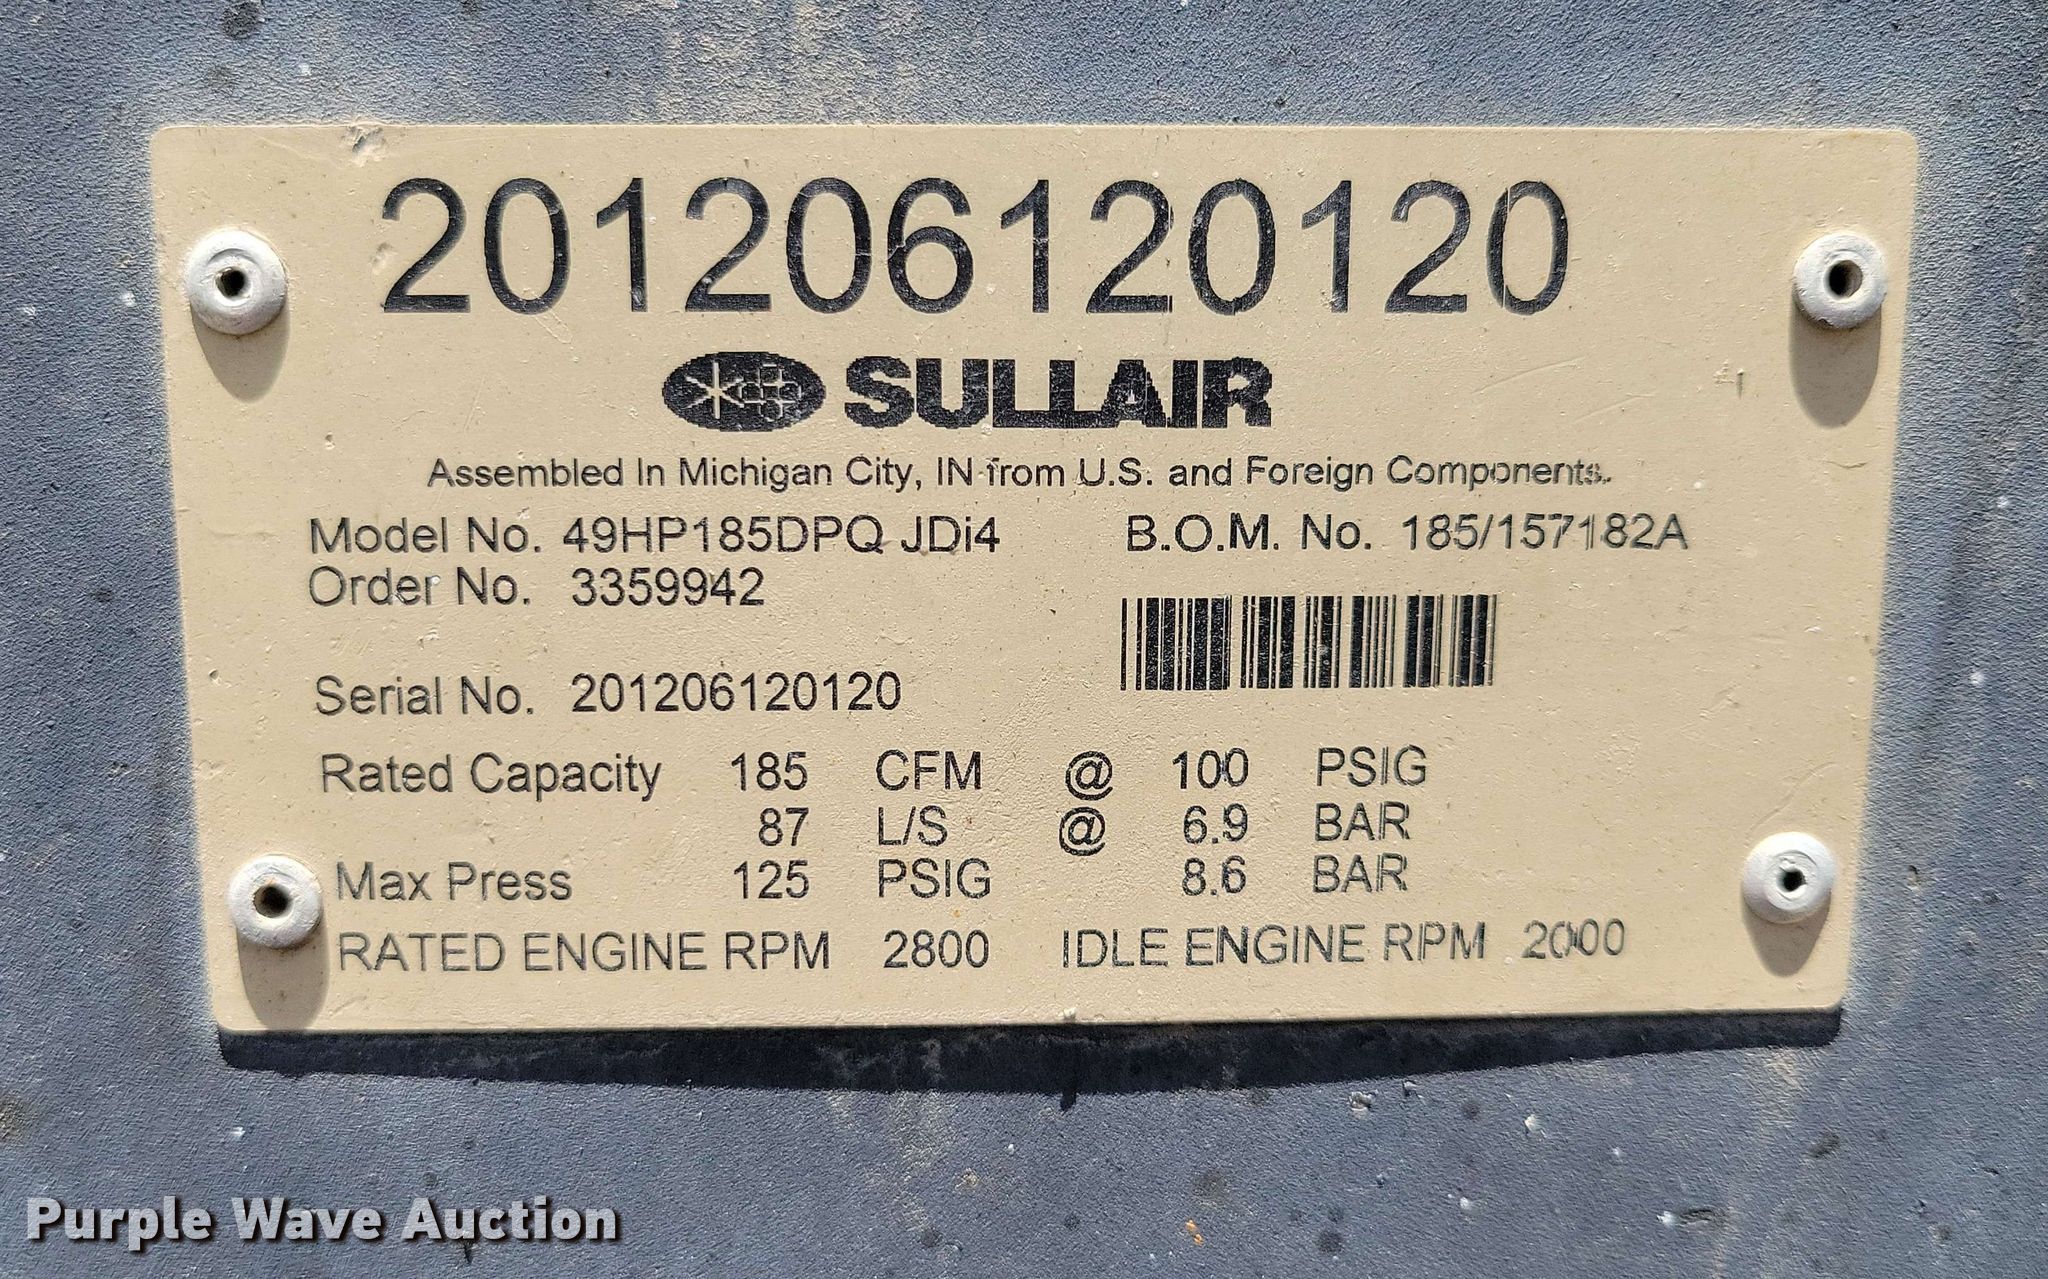 201206120120
SULLAIR
Assembled In Michigan City, IN from U.S. and Foreign Components.
Model No. 49HP185DPQ JDi4 B.O.M. No. 185/157182A
Order No. 3359942
Serial No. 201206120120
Rated Capacity 185 CFM @ 100 PSIG
87 L/S @ 6.9 BAR
Max Press 125 PSIG 8.6 BAR
RATED ENGINE RPM 2800 IDLE ENGINE RPM 2000
Purple Wave Auction